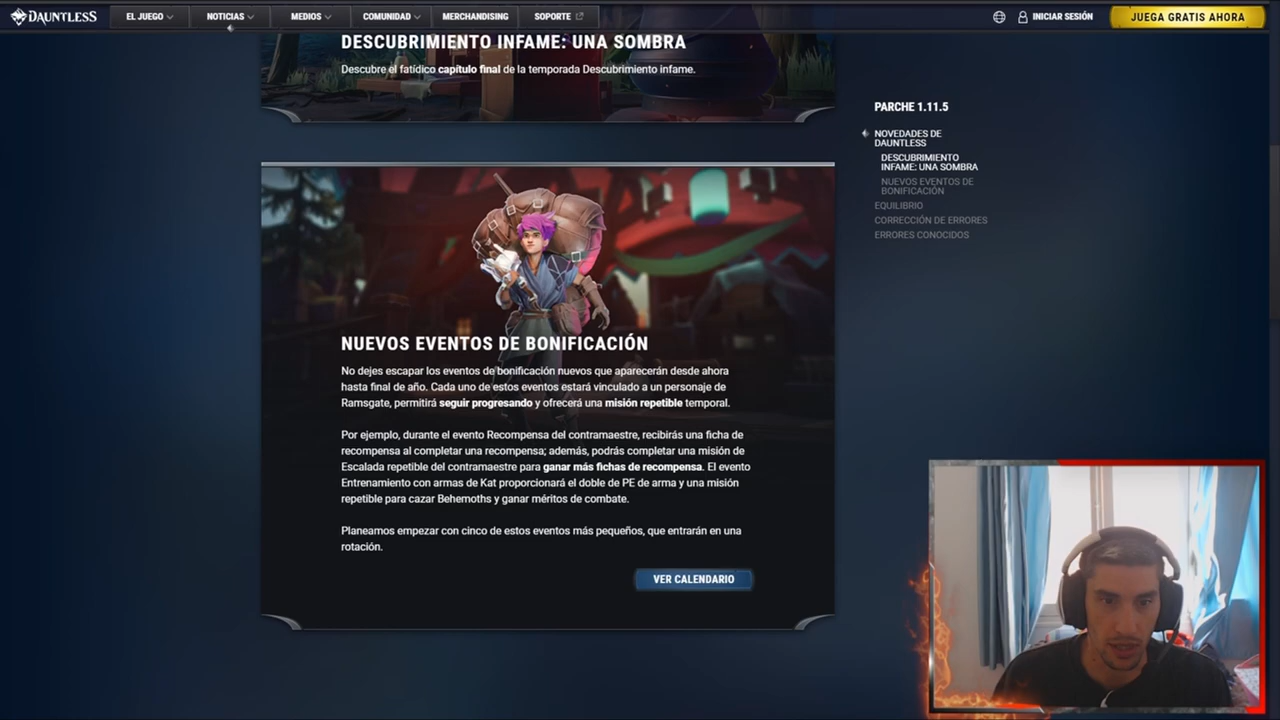 DAUNTLESS
EL JUEGO
NOTICIAS
MEDIOS
COMUNIDAD
MERCHANDISING
SOPORTE
INICIAR SESIÓN
JUEGA GRATIS AHORA
DESCUBRIMIENTO INFAME: UNA SOMBRA
Descubre el fatídico capítulo final de la temporada Descubrimiento infame.
NUEVOS EVENTOS DE BONIFICACIÓN
No dejes escapar los eventos de bonificación nuevos que aparecerán desde ahora
hasta final de año. Cada uno de estos eventos estará vinculado a un personaje de
Ramsgate, permitirá seguir progresando y ofrecerá una misión repetible temporal.
Por ejemplo, durante el evento Recompensa del contramaestre, recibirás una ficha de
recompensa al completar una recompensa; además, podrás completar una misión de
Escalada repetible del contramaestre para ganar más fichas de recompensa. El evento
Entrenamiento con armas de Kat proporcionará el doble de PE de arma y una misión
repetible para cazar Behemoths y ganar méritos de combate.
Planeamos empezar con cinco de estos eventos más pequeños, que entrarán en una
rotación.
VER CALENDARIO
PARCHE 1.11.5
NOVEDADES DE
DAUNTLESS
DESCUBRIMIENTO
INFAME: UNA SOMBRA
NUEVOS EVENTOS DE
BONIFICACIÓN
EQUILIBRIO
CORRECCIÓN DE ERRORES
ERRORES CONOCIDOS